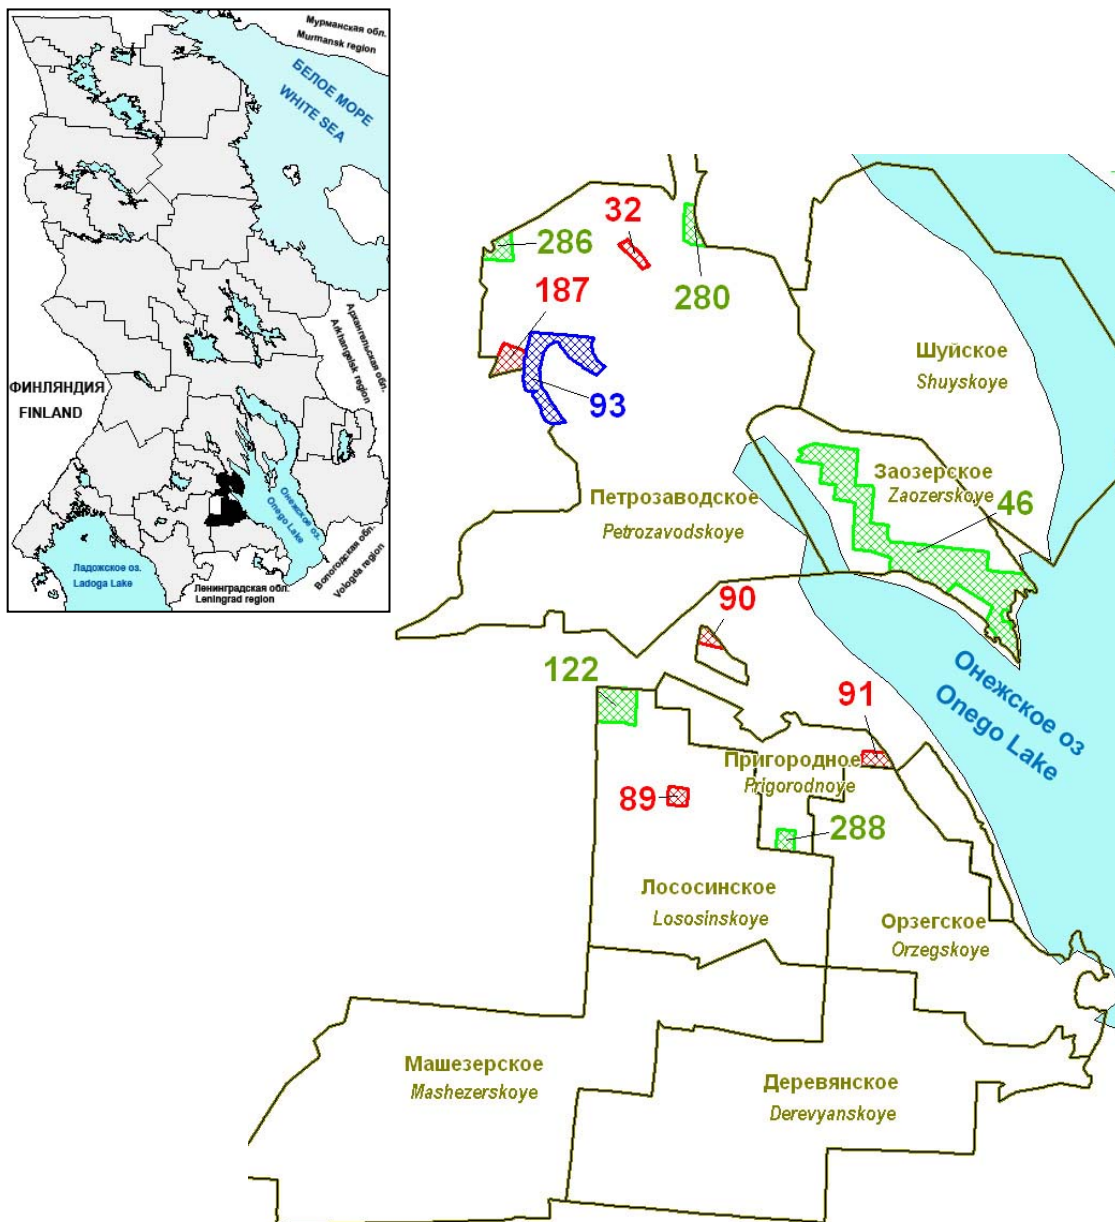 Мурманская обл.
Murmansk region
БЕЛОЕ МОРЕ
WHITE SEA
Архангельская обл.
Arkhangelsk region
ФИНЛЯНДИЯ
FINLAND
Онежское оз.
Onego Lake
Вологодская обл.
Vologda region
Ладожское оз.
Ladoga Lake
Ленинградская обл.
Leningrad region
32
286
187
280
93
Шуйское
Shuyskoye
Заозерское
Zaozerskoye
46
Петрозаводское
Petrozavodskoye
90
122
91
Онежское оз
Onego Lake
Пригородное
Prigorodnoye
89
288
Лососинское
Lososinskoye
Орзегское
Orzegskoye
Машезерское
Mashezerskoye
Деревянское
Derevyanskoye